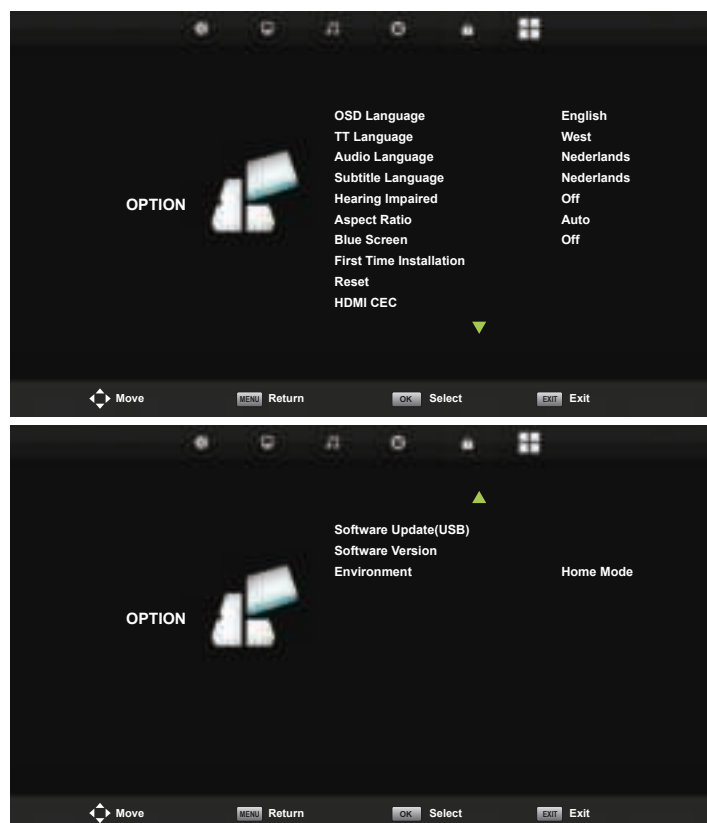 OPTION
OSD Language English
TT Language West
Audio Language Nederlands
Subtitle Language Nederlands
Hearing Impaired Off
Aspect Ratio Auto
Blue Screen Off
First Time Installation
Reset
HDMI CEC
Move MENU Return OK Select EXIT Exit
Software Update(USB)
Software Version
Environment Home Mode
OPTION
Move MENU Return OK Select EXIT Exit